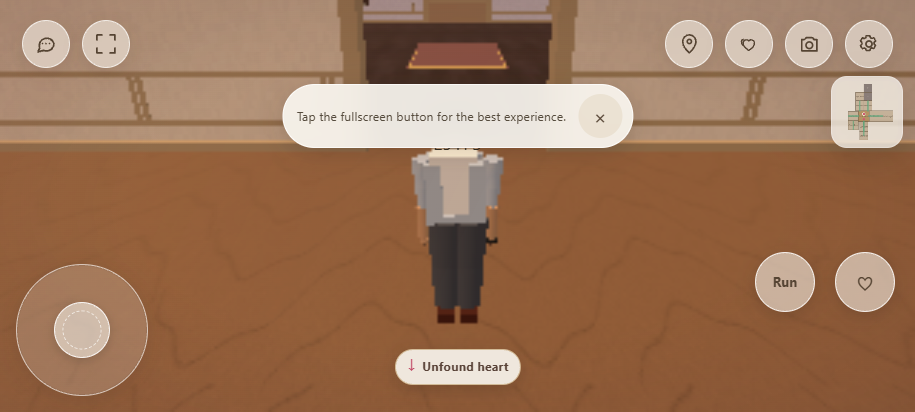 Tap the fullscreen button for the best experience.
Run
Unfound heart